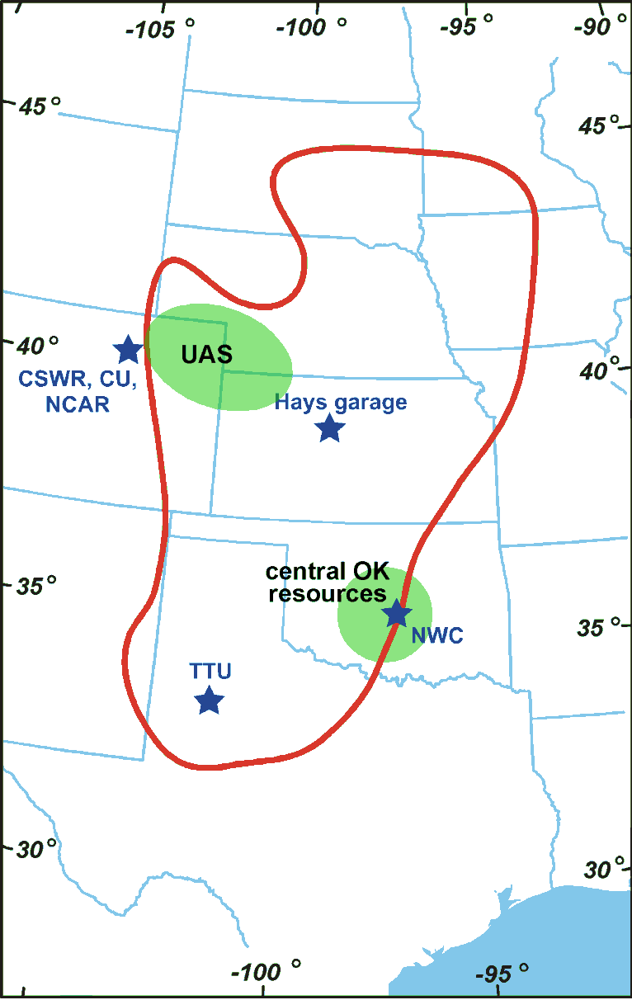 -105° -100° -95° -90°
45° 45°
40°
UAS
CSWR, CU,
NCAR
40°
Hays garage
central OK
resources
35°
NWC
35°
TTU
30°
30°
-100° -95°